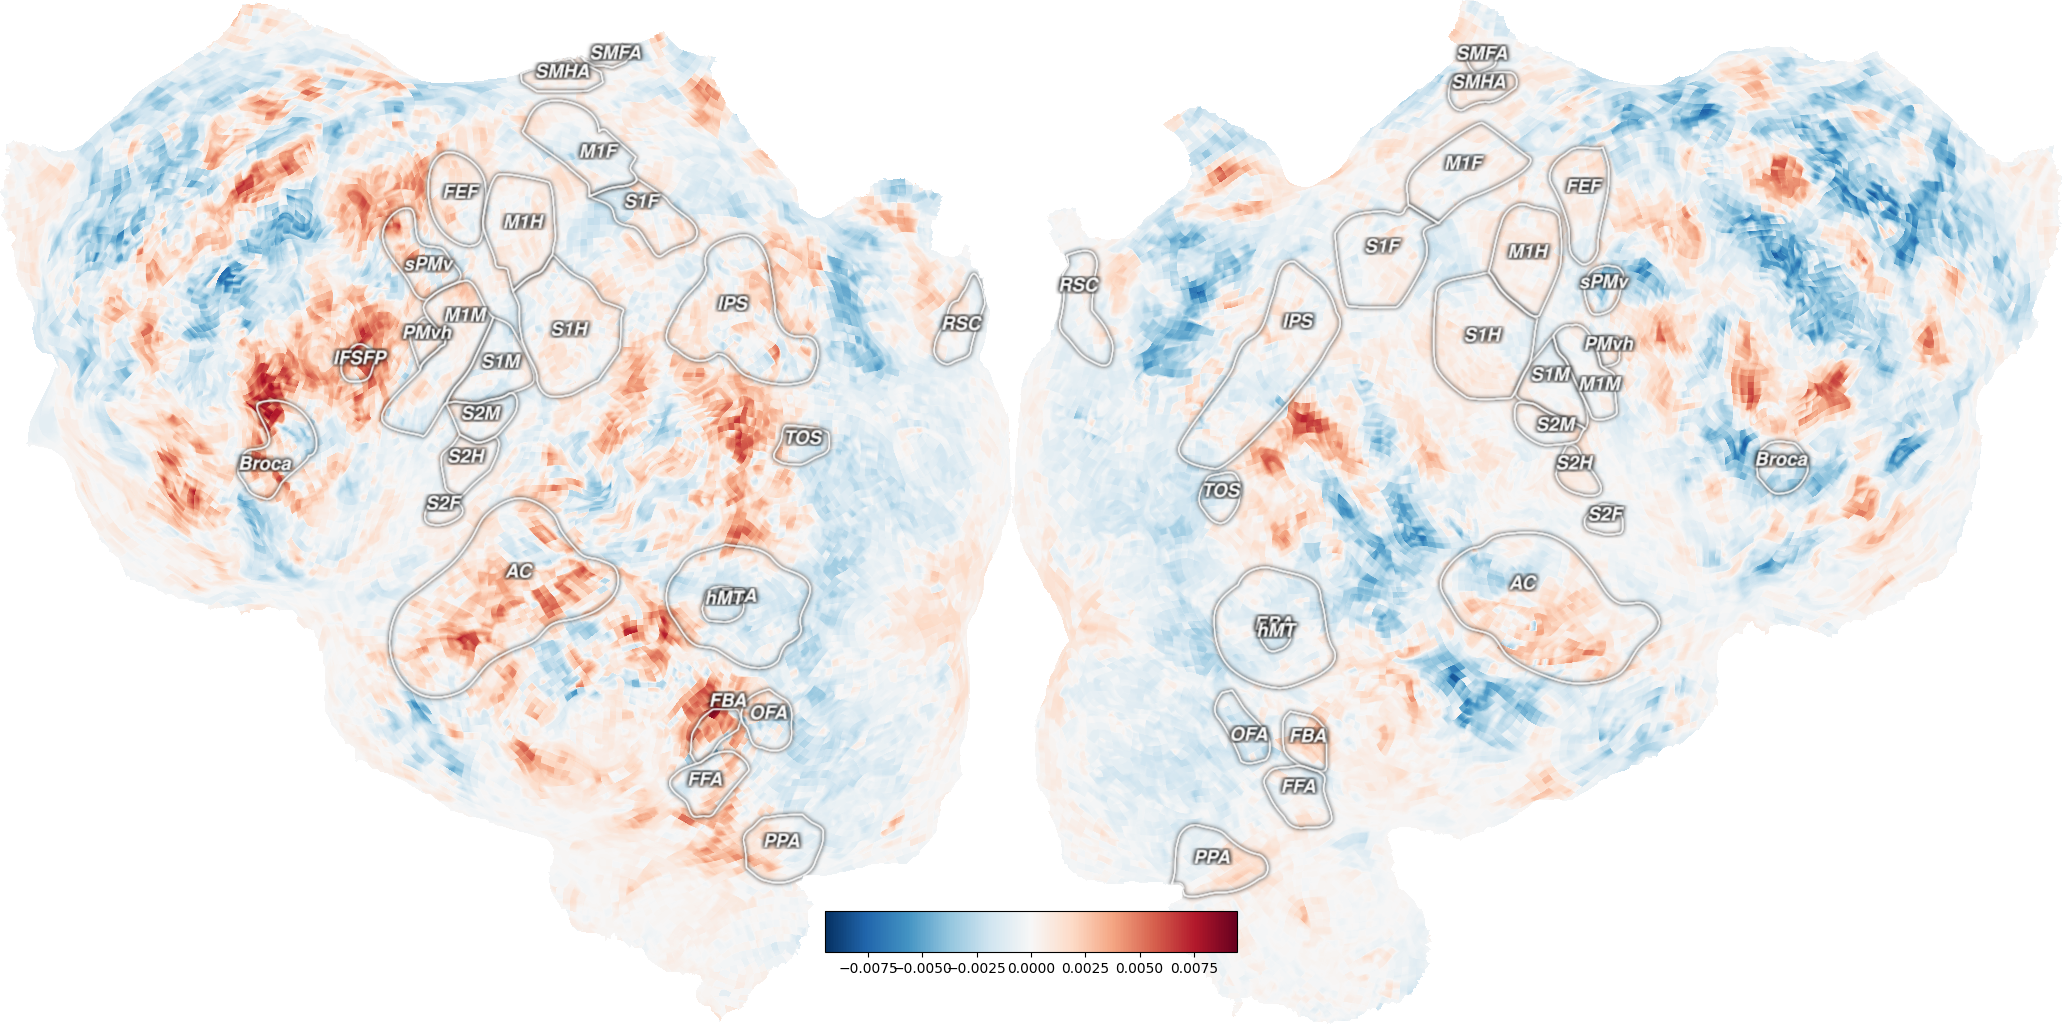 SMFA
SMHA
M1F
FEF
M1H
S1F
sPMv
IPS
M1M
PMvh
S1H
RSC
IFSFP
S1M
S2M
TOS
Broca
S2H
S2F
AC
hMT
FBA
OFA
FFA
PPA
SMFA
SMHA
M1F
FEF
S1F
M1H
RSC
sPMv
IPS
S1H
PMvh
S1M
M1M
S2M
Broca
S2H
TOS
S2F
AC
hMT
OFA
FBA
FFA
PPA
−0.0075 −0.0050 −0.0025 0.0000 0.0025 0.0050 0.0075